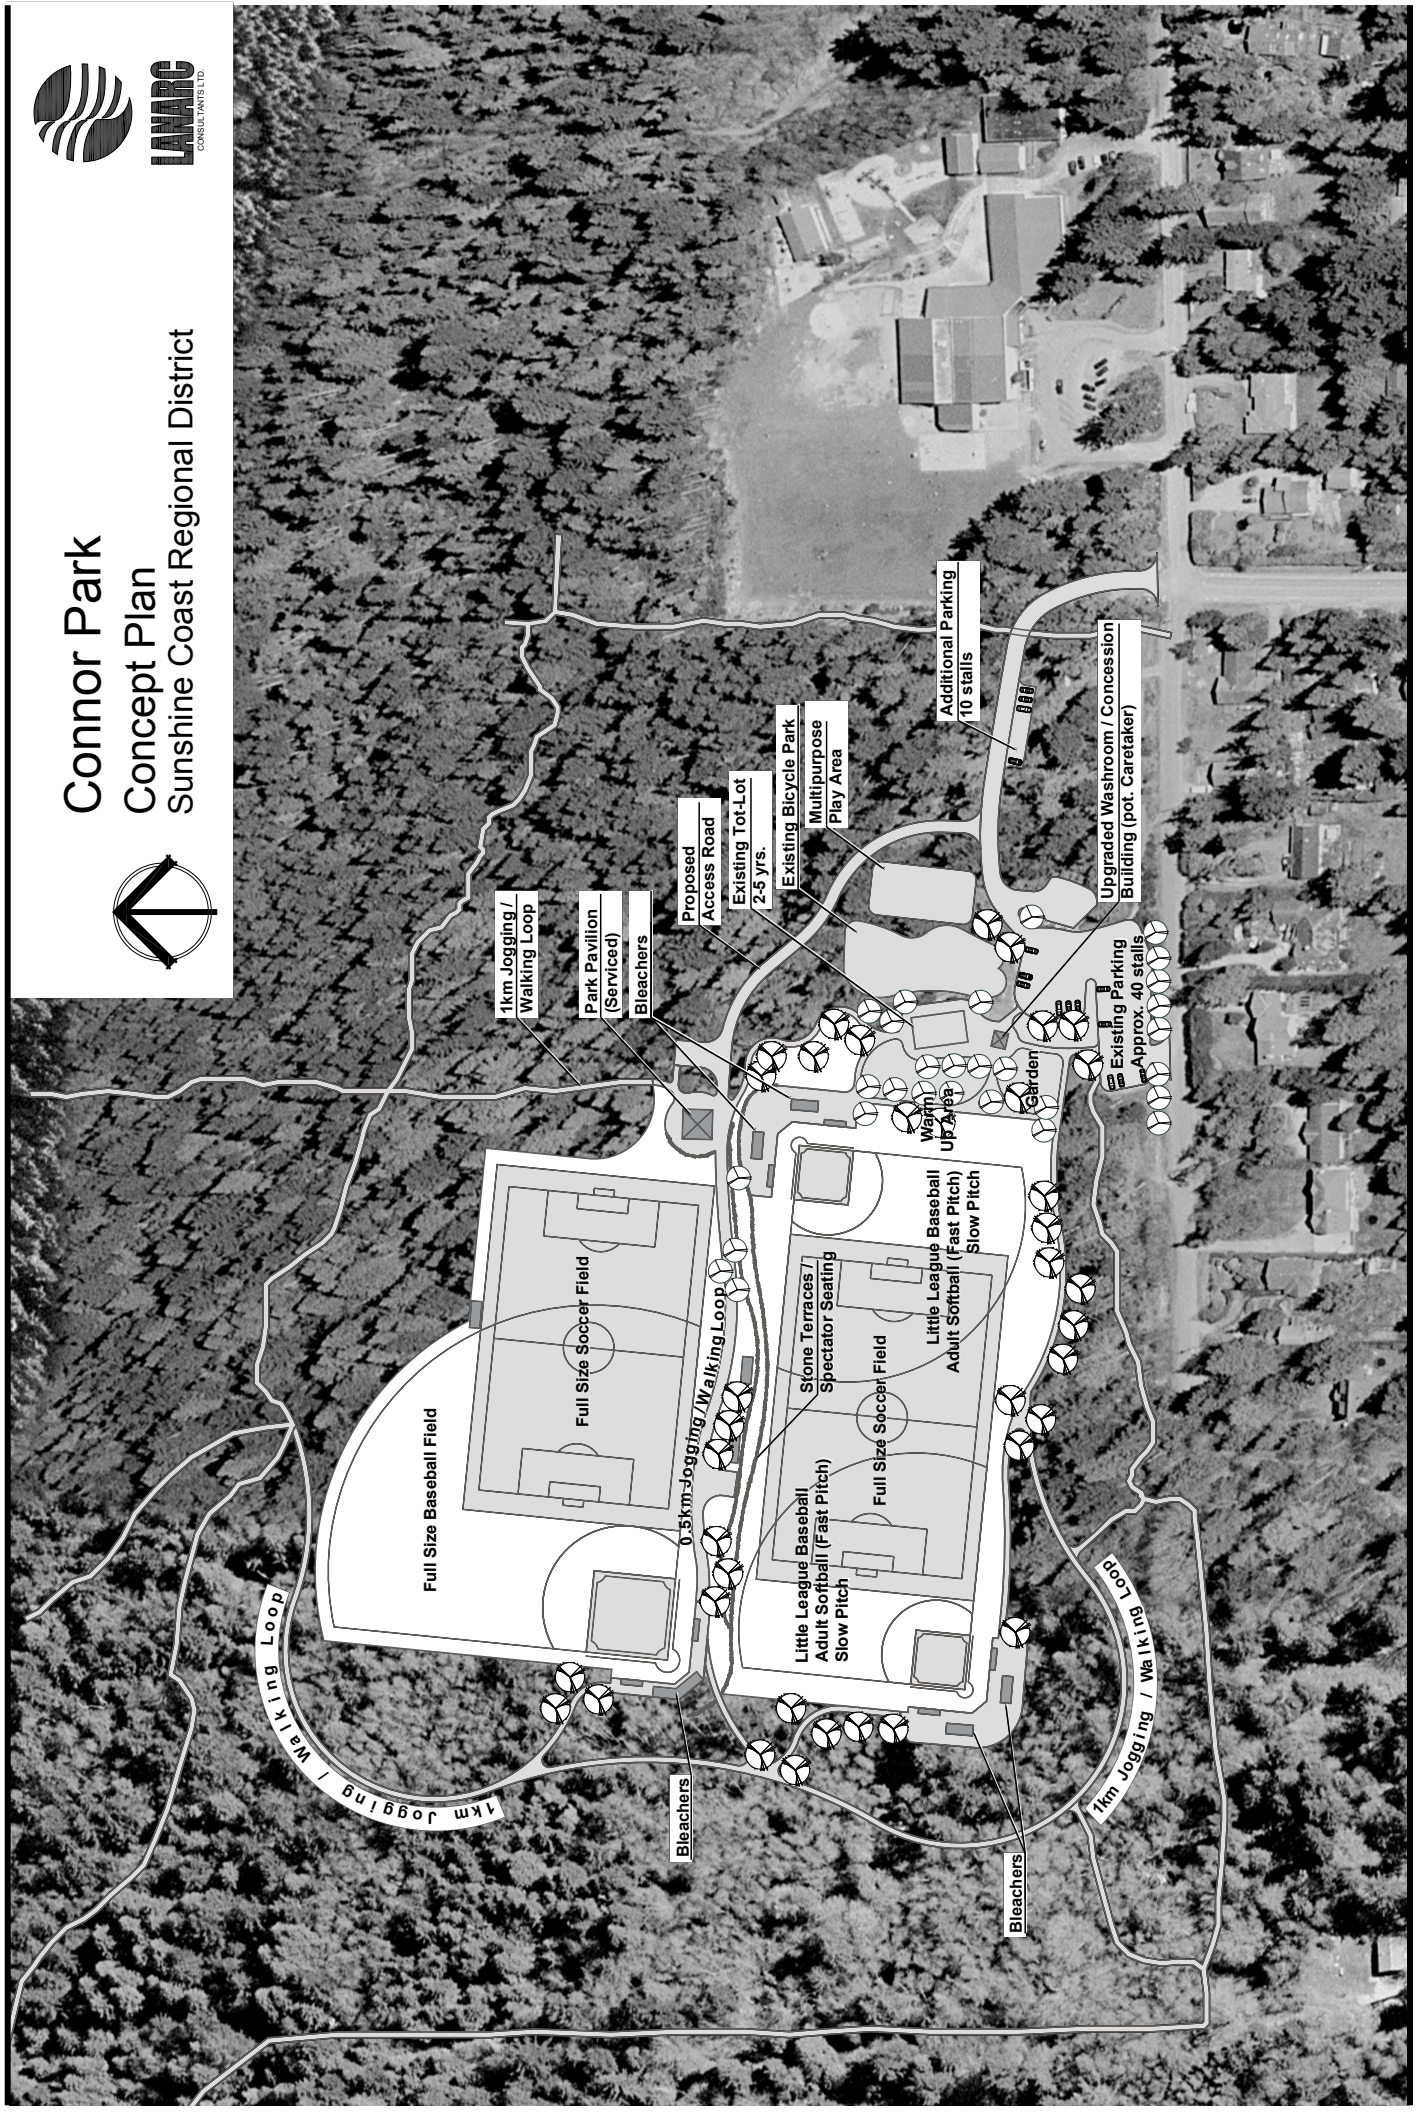 Connor Park
Concept Plan
Sunshine Coast Regional District
LANARC
CONSULTANTS LTD.
1km Jogging / Walking Loop
1km Jogging /
Walking Loop
Park Pavilion
(Serviced)
Bleachers
Proposed
Access Road
Existing Tot-Lot
2-5 yrs.
Existing Bicycle Park
Multipurpose
Play Area
Additional Parking
10 stalls
Upgraded Washroom / Concession
Building (pot. Caretaker)
Full Size Baseball Field
Full Size Soccer Field
0.5km Jogging / Walking Loop
Bleachers
Stone Terraces /
Spectator Seating
Little League Baseball
Adult Softball (Fast Pitch)
Slow Pitch
Full Size Soccer Field
Little League Baseball
Adult Softball (Fast Pitch)
Slow Pitch
Warm
Up Area
Garden
Existing Parking
Approx. 40 stalls
Bleachers
1km Jogging / Walking Loop